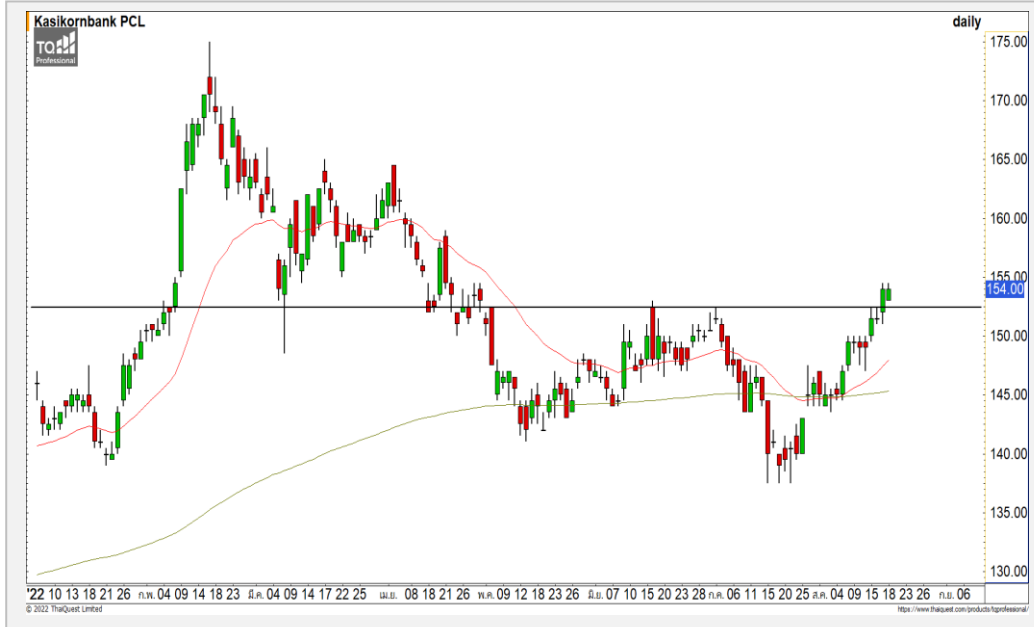 Kasikornbank PCL
daily
TQ
Professional
175.00
170.00
165.00
160.00
155.00
154.00
150.00
145.00
140.00
135.00
130.00
'22 10 13 18 21 26 ก.พ. 04 09 14 18 23 มี.ค. 04 09 14 17 22 25 เม.ย. 08 18 21 26 พ.ค. 09 12 18 23 26 มิ.ย. 07 10 15 20 23 28 ก.ค. 06 11 15 20 25 ส.ค. 04 09 15 18 23 26 ก.ย. 06
© 2022 ThaiQuest Limited
https://www.thaiquest.com/products/tqprofessional/